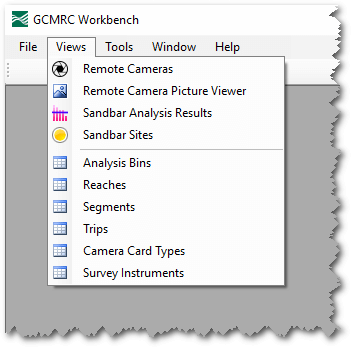 GCMRC Workbench
File Views Tools Window Help
Remote Cameras
Remote Camera Picture Viewer
Sandbar Analysis Results
Sandbar Sites
Analysis Bins
Reaches
Segments
Trips
Camera Card Types
Survey Instruments